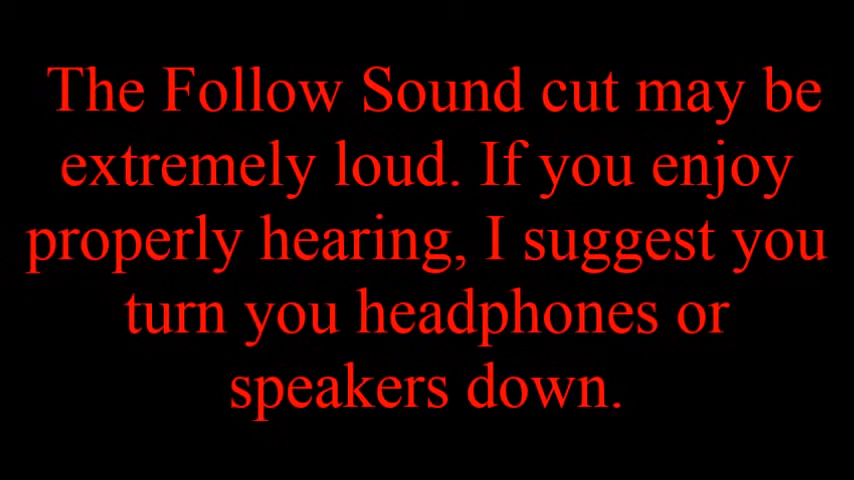 The Follow Sound cut may be
extremely loud. If you enjoy
properly hearing, I suggest you
turn you headphones or
speakers down.